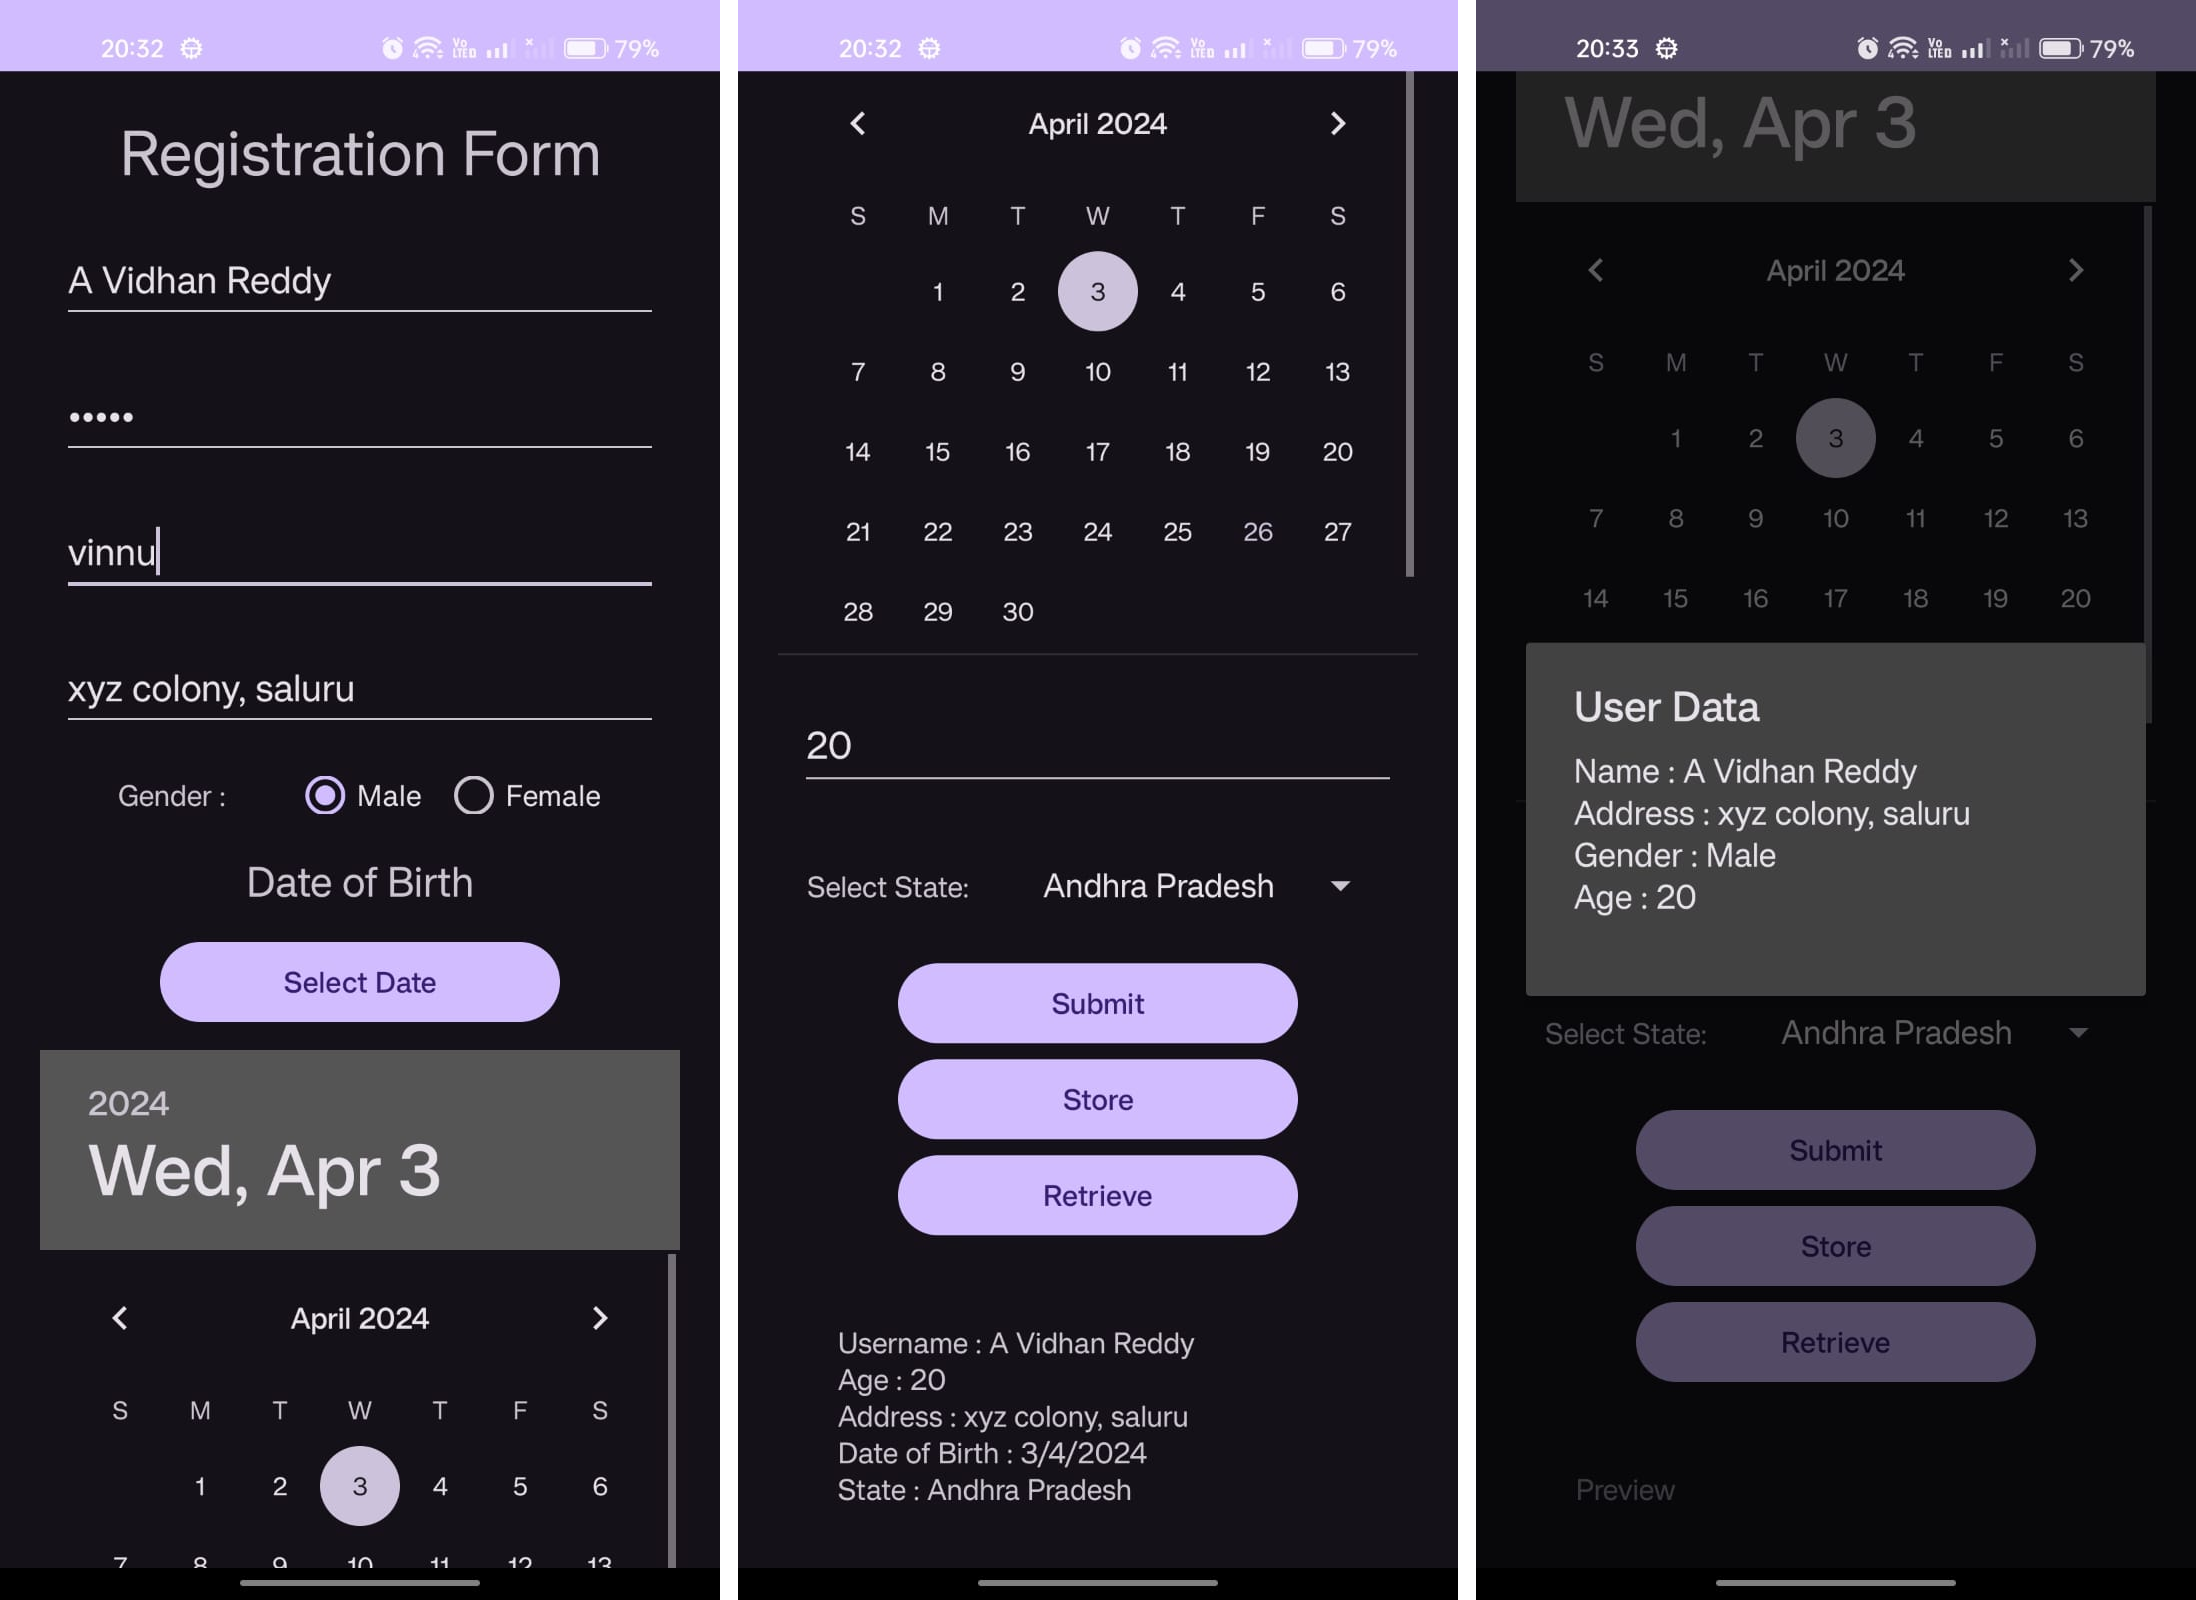 20:32 79%
Registration Form
A Vidhan Reddy
•••••
vinnu
xyz colony, saluru
Gender : Male Female
Date of Birth
Select Date
2024
Wed, Apr 3
April 2024
S M T W T F S
1 2 3 4 5 6
7 8 9 10 11 12 13
20:32 VoLTED 79%
April 2024
S M T W T F S
1 2 3 4 5 6
7 8 9 10 11 12 13
14 15 16 17 18 19 20
21 22 23 24 25 26 27
28 29 30
20
Select State: Andhra Pradesh
Submit
Store
Retrieve
Username : A Vidhan Reddy
Age : 20
Address : xyz colony, saluru
Date of Birth : 3/4/2024
State : Andhra Pradesh
20:33 79%
Wed, Apr 3
April 2024
S M T W T F S
1 2 3 4 5 6
7 8 9 10 11 12 13
14 15 16 17 18 19 20
User Data
Name : A Vidhan Reddy
Address : xyz colony, saluru
Gender : Male
Age : 20
Select State: Andhra Pradesh
Submit
Store
Retrieve
Preview